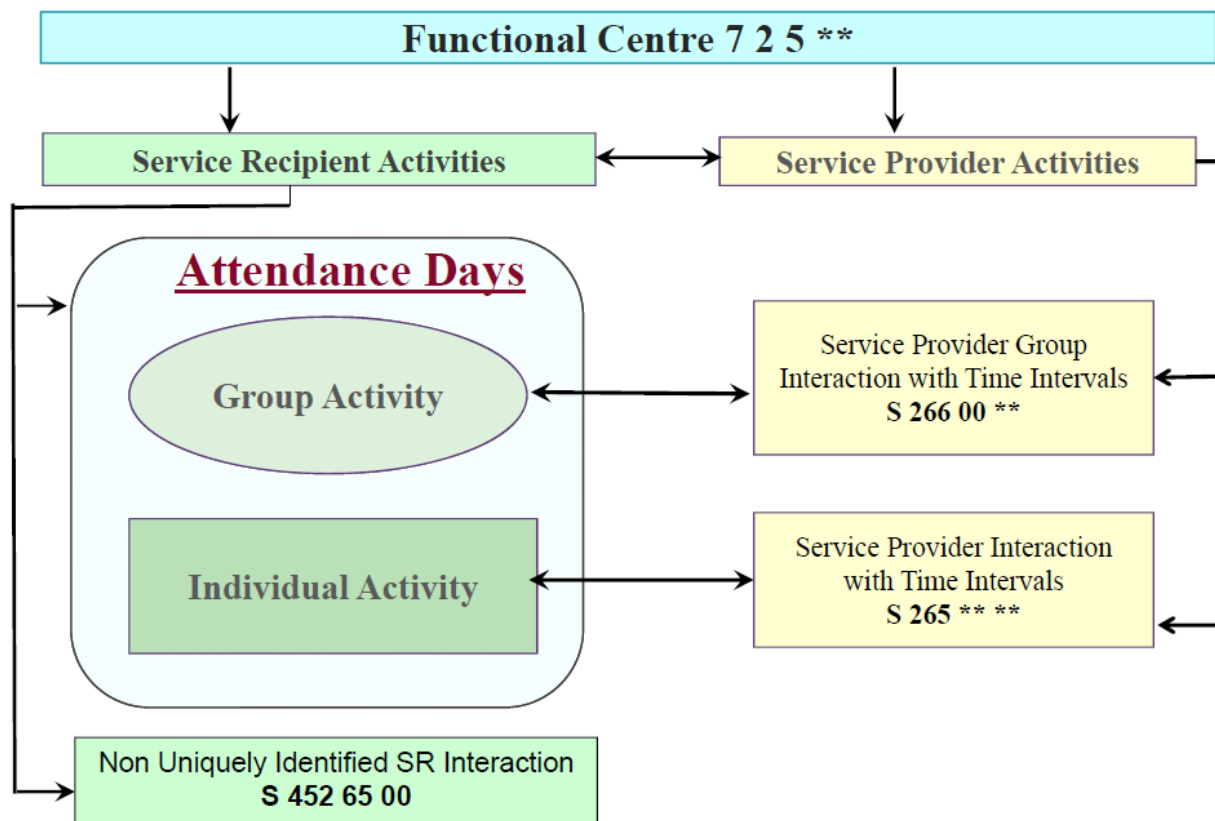 Functional Centre 7 2 5 **
Service Recipient Activities
Service Provider Activities
Attendance Days
Group Activity
Service Provider Group
Interaction with Time Intervals
S 266 00 **
Individual Activity
Service Provider Interaction
with Time Intervals
S 265 ** **
Non Uniquely Identified SR Interaction
S 452 65 00